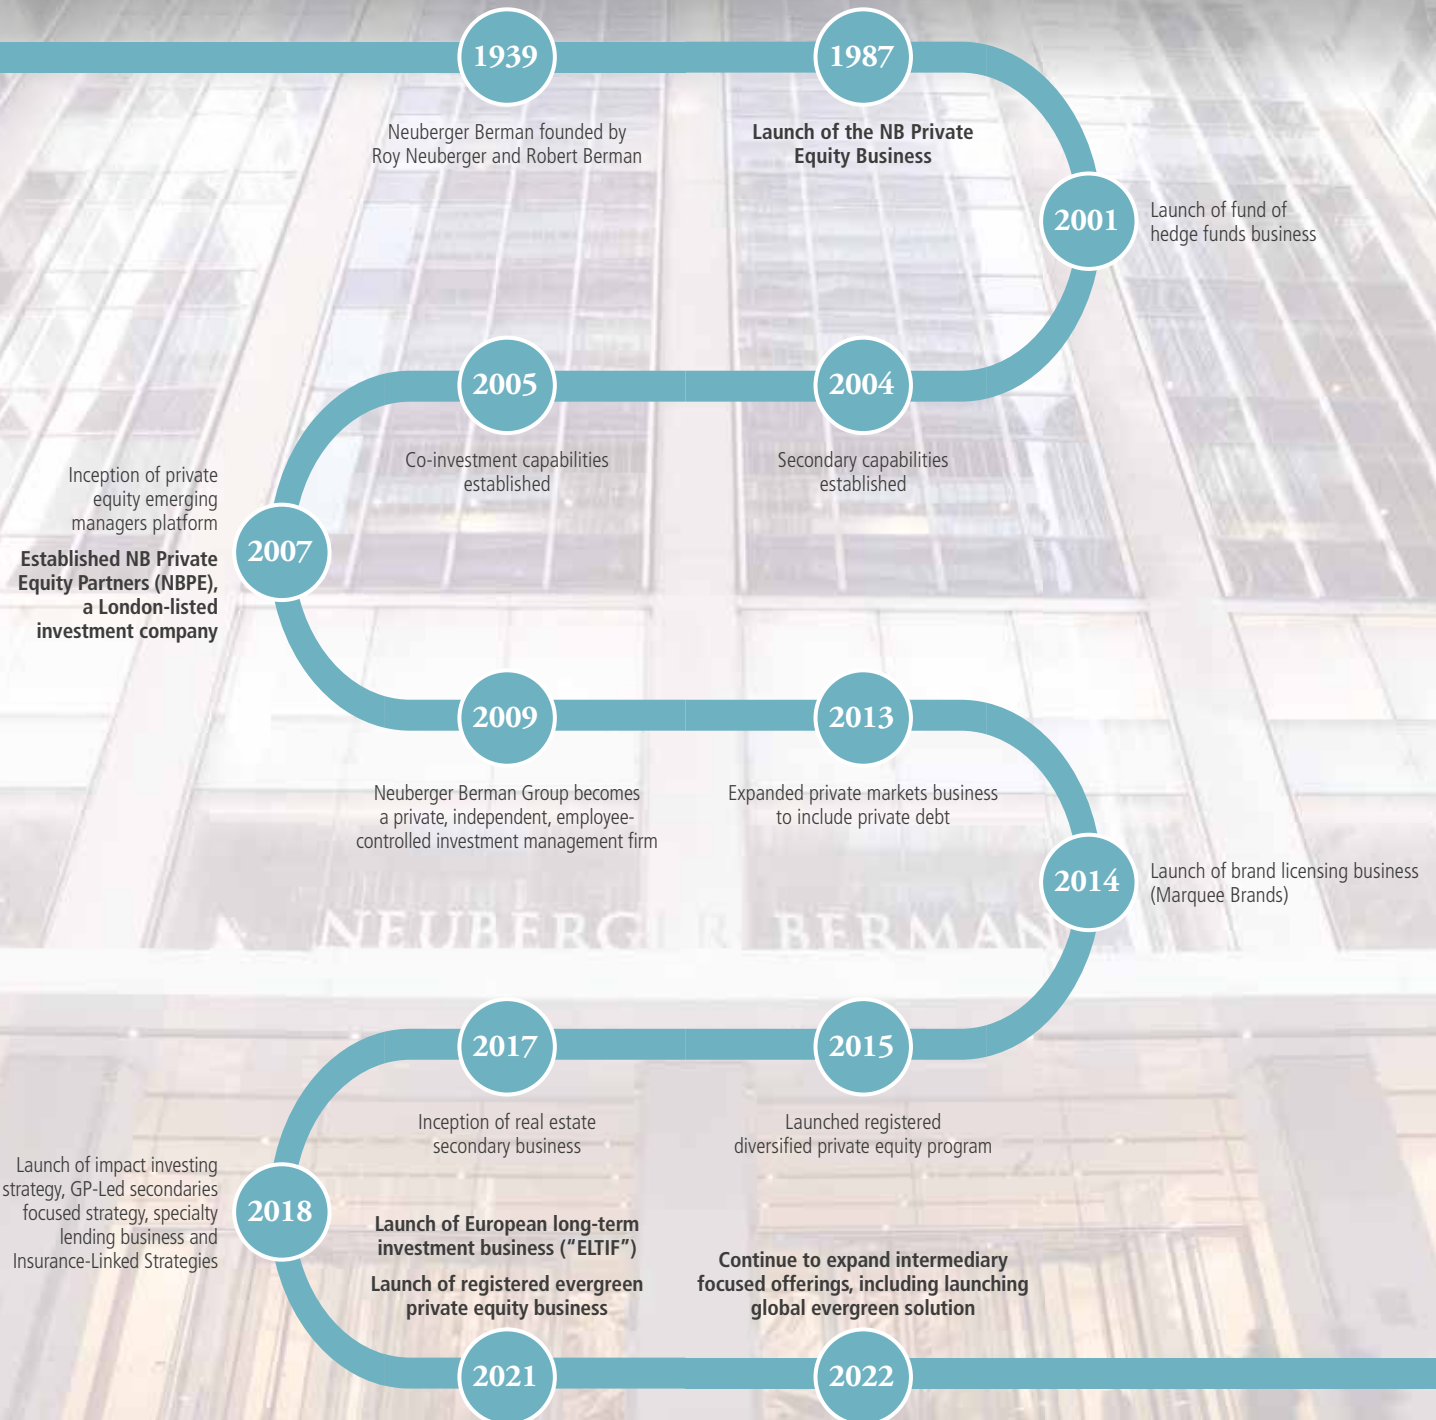 1939
Neuberger Berman founded by
Roy Neuberger and Robert Berman
1987
Launch of the NB Private
Equity Business
2001
Launch of fund of
hedge funds business
2004
Secondary capabilities
established
2005
Co-investment capabilities
established
2007
Inception of private
equity emerging
managers platform
Established NB Private
Equity Partners (NBPE),
a London-listed
investment company
2009
Neuberger Berman Group becomes
a private, independent, employee-
controlled investment management firm
2013
Expanded private markets business
to include private debt
2014
Launch of brand licensing business
(Marquee Brands)
NEUBERGER BERMAN
2015
Launched registered
diversified private equity program
2017
Inception of real estate
secondary business
2018
Launch of impact investing
strategy, GP-Led secondaries
focused strategy, specialty
lending business and
Insurance-Linked Strategies
Launch of European long-term
investment business (“ELTIF”)
Launch of registered evergreen
private equity business
2021
Continue to expand intermediary
focused offerings, including launching
global evergreen solution
2022